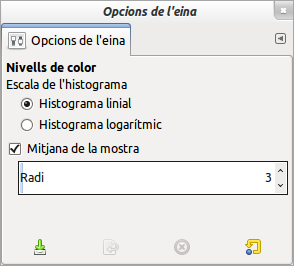 Opcions de l'eina
Opcions de l'eina
Nivells de color
Escala de l'histograma
Histograma linial
Histograma logarítmic
Mitjana de la mostra
Radi 3